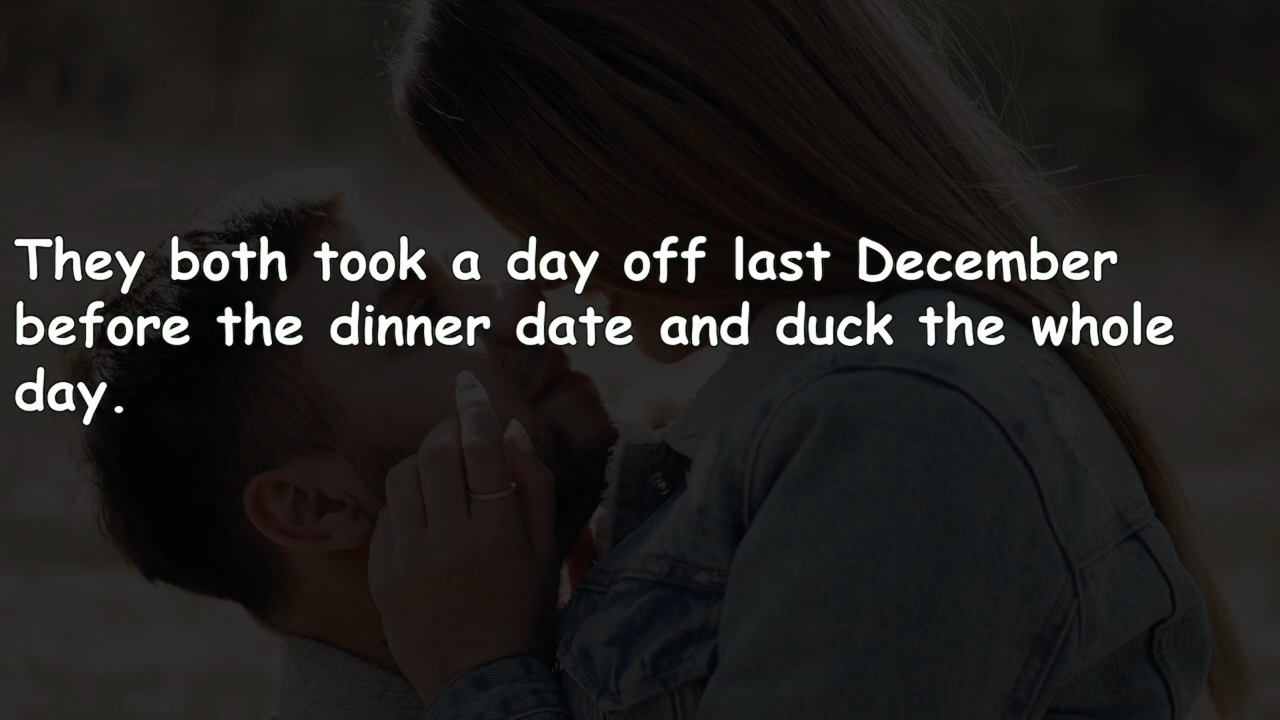 They both took a day off last December
before the dinner date and duck the whole
day.